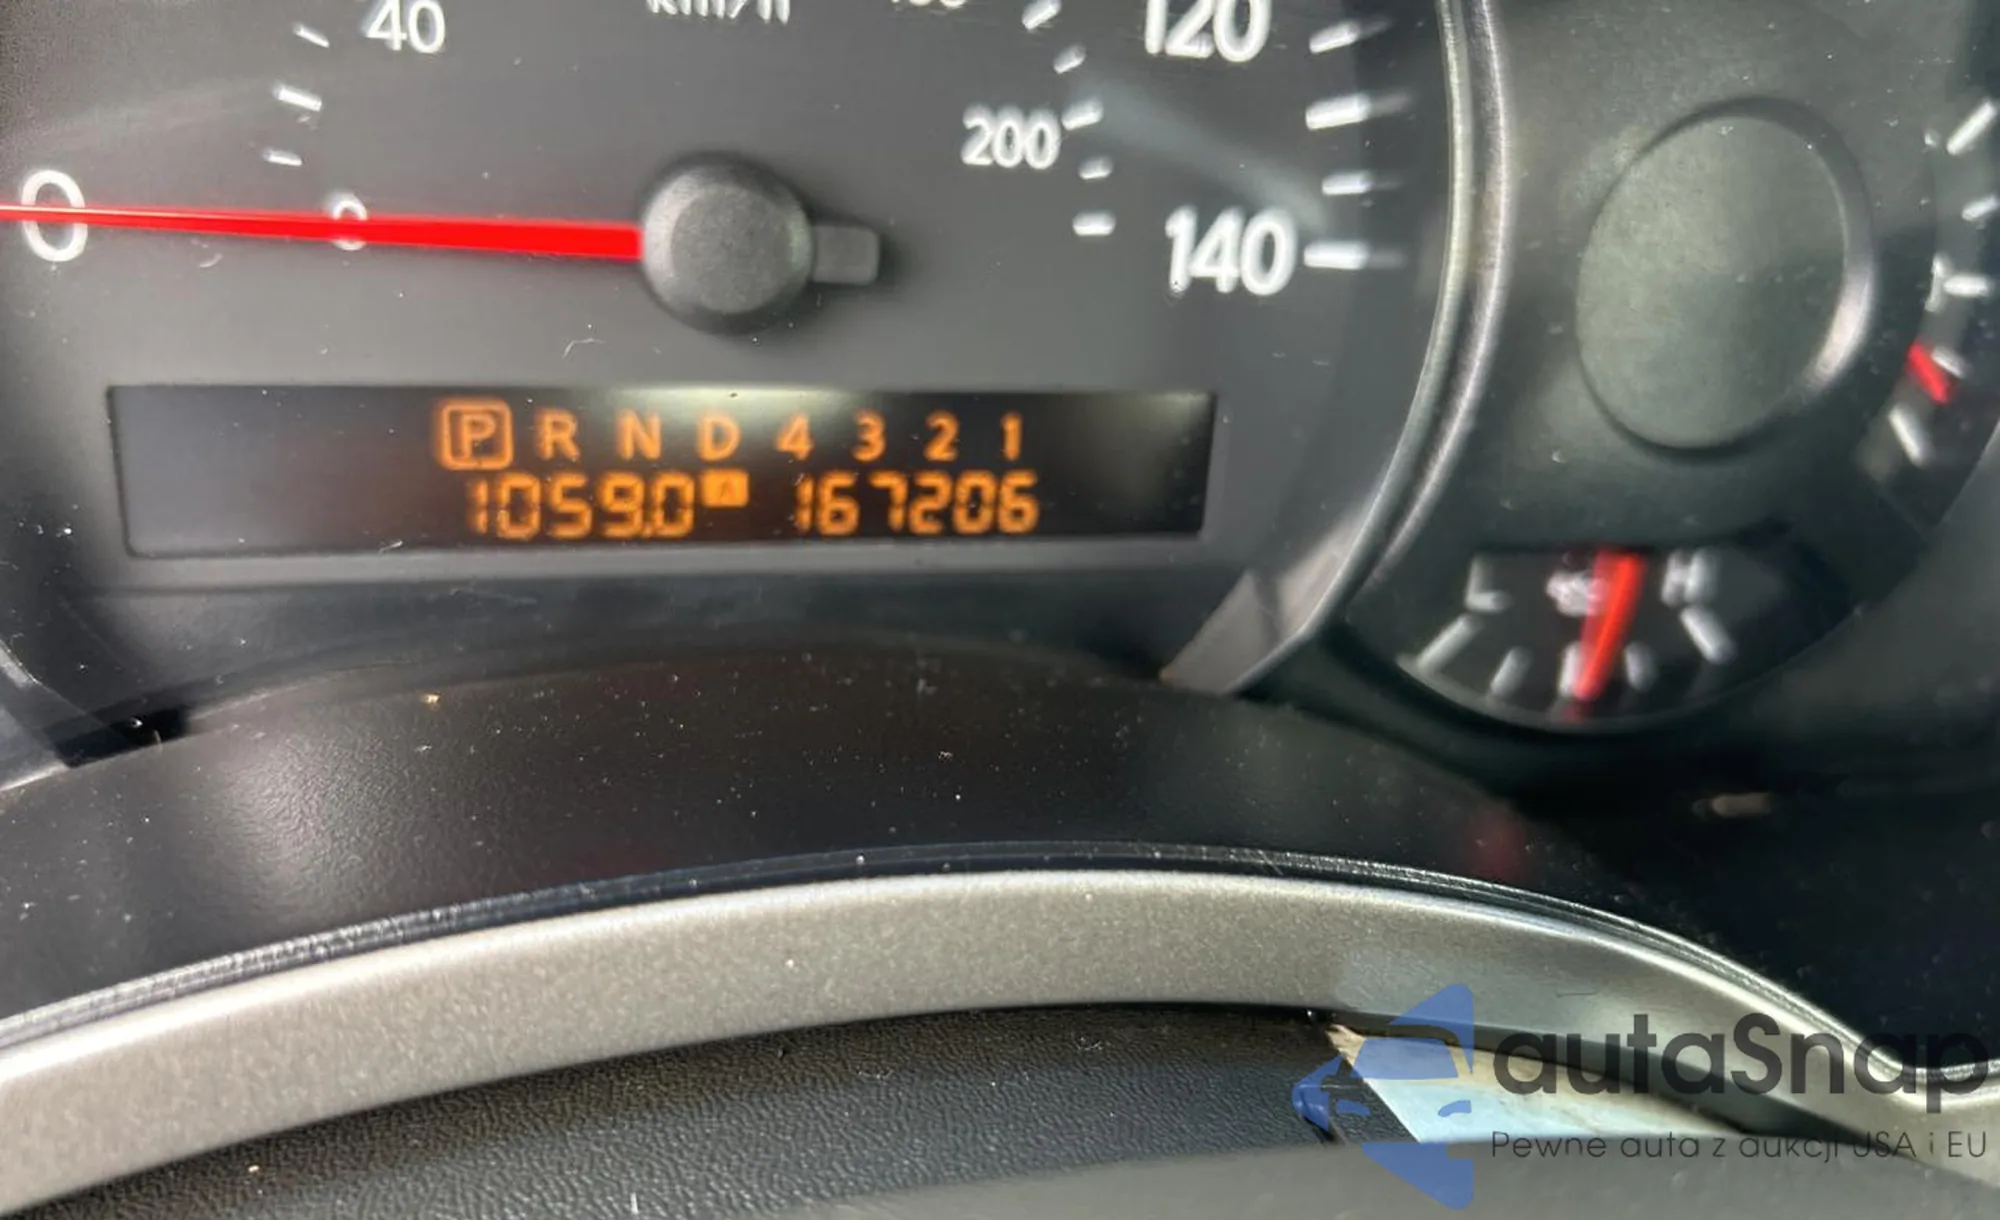 40
km/h
120
200
0
0
140
P R N D 4 3 2 1
1059.0 A 167206
L H
autaSnap
Pewne auta z aukcji USA i EU